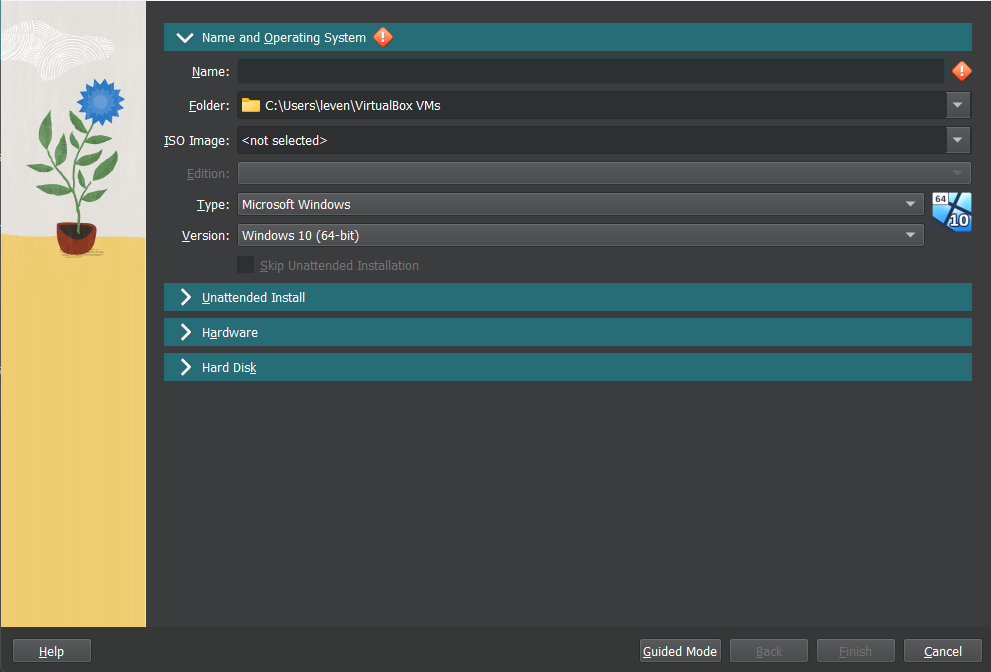 Name and Operating System
Name:
Folder: C:\Users\leven\VirtualBox VMs
ISO Image: <not selected>
Edition:
Type: Microsoft Windows
64
10
Version: Windows 10 (64-bit)
Skip Unattended Installation
Unattended Install
Hardware
Hard Disk
Help Guided Mode Back Finish Cancel